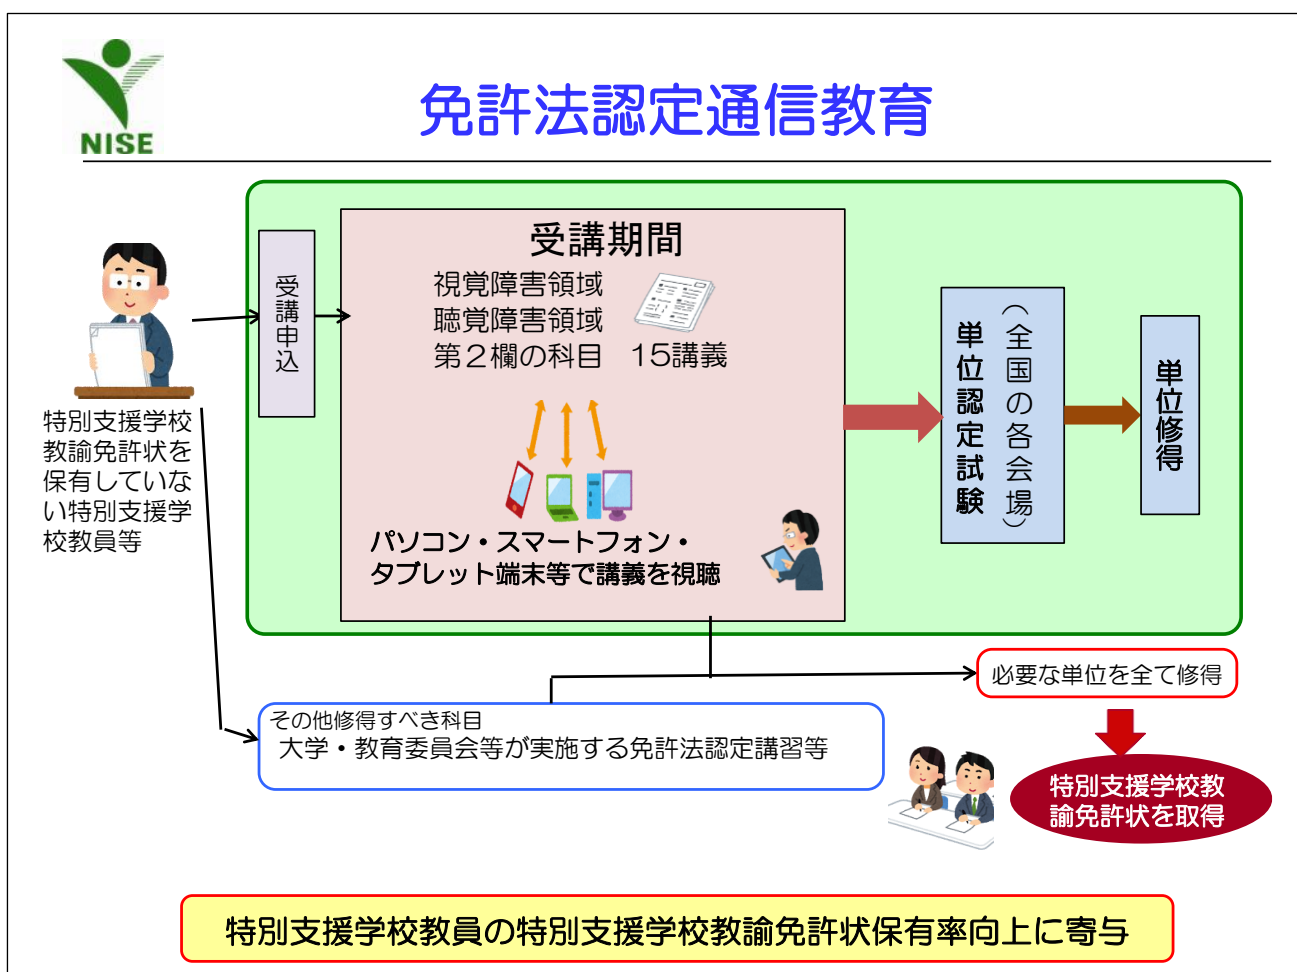 NISE
免許法認定通信教育
特別支援学校
教諭免許状を
保有していな
い特別支援学
校教員等
受講申込
受講期間
視覚障害領域
聴覚障害領域
第２欄の科目　15講義
パソコン・スマートフォン・
タブレット端末等で講義を視聴
（全国の各会場）
単位認定試験
単位修得
必要な単位を全て修得
その他修得すべき科目
大学・教育委員会等が実施する免許法認定講習等
特別支援学校教
諭免許状を取得
特別支援学校教員の特別支援学校教諭免許状保有率向上に寄与